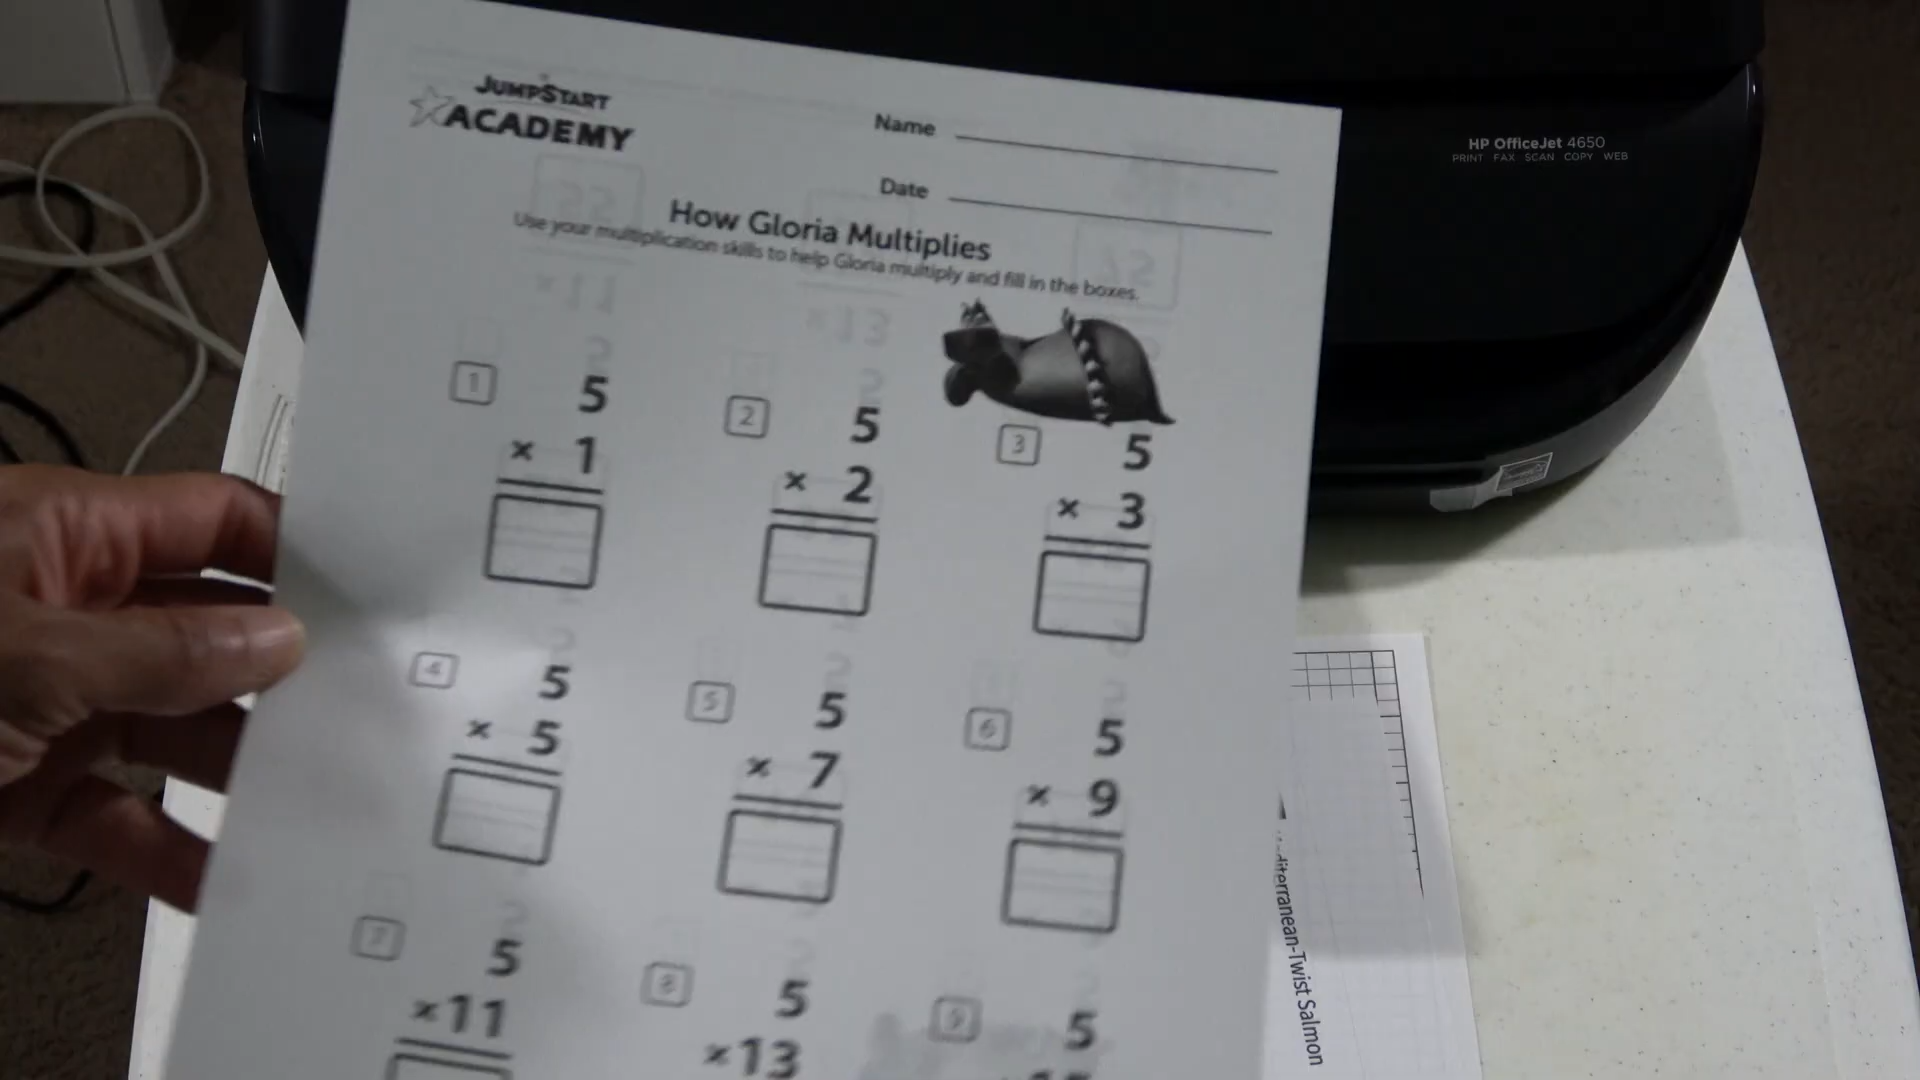 JumpStart
ACADEMY
Name
Date
How Gloria Multiplies
Use your multiplication skills to help Gloria multiply and fill in the boxes.
1
5
× 1
2
5
× 2
3
5
× 3
4
5
× 5
5
5
× 7
6
5
× 9
7
5
×11
8
5
×13
9
5
HP OfficeJet 4650
PRINT FAX SCAN COPY WEB
-Twist Salmon